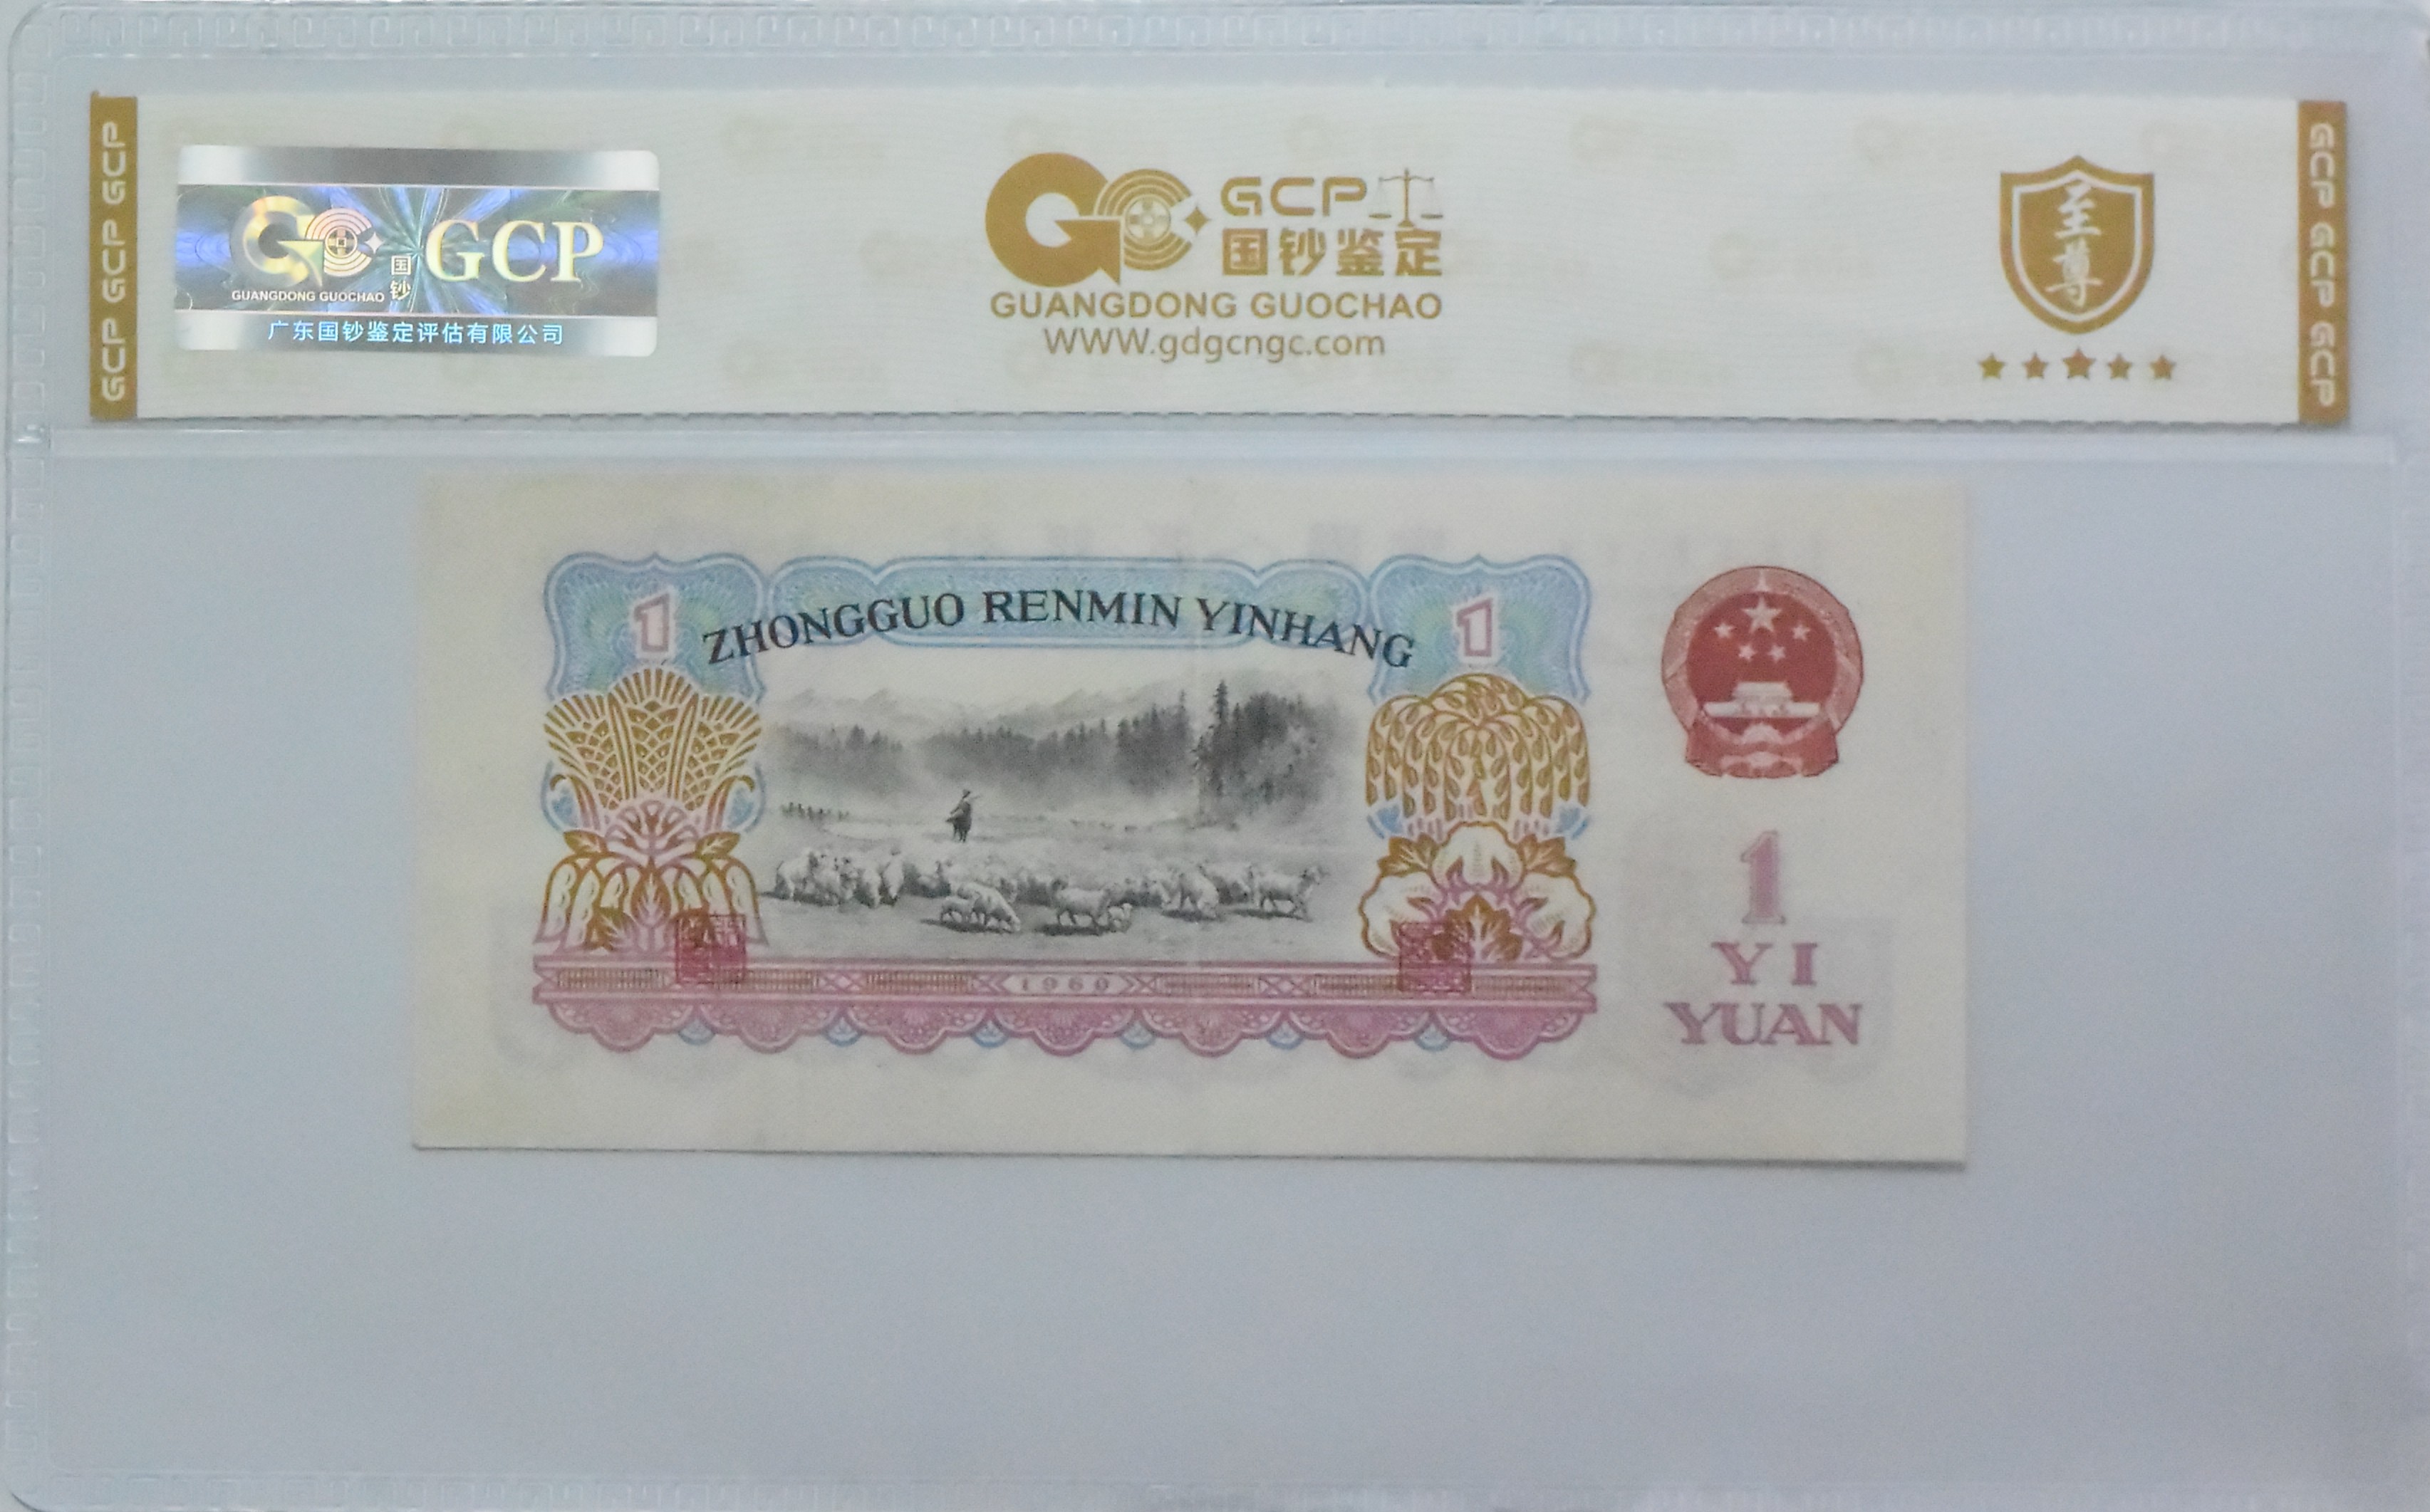 GCP GCP GCP
国钞
GCP
GUANGDONG GUOCHAO
广东国钞鉴定评估有限公司
GCP
国钞鉴定
GUANGDONG GUOCHAO
WWW.gdgcngc.com
至尊
GCP GCP GCP
1
ZHONGGUO RENMIN YINHANG
1
1
YI
YUAN
1960